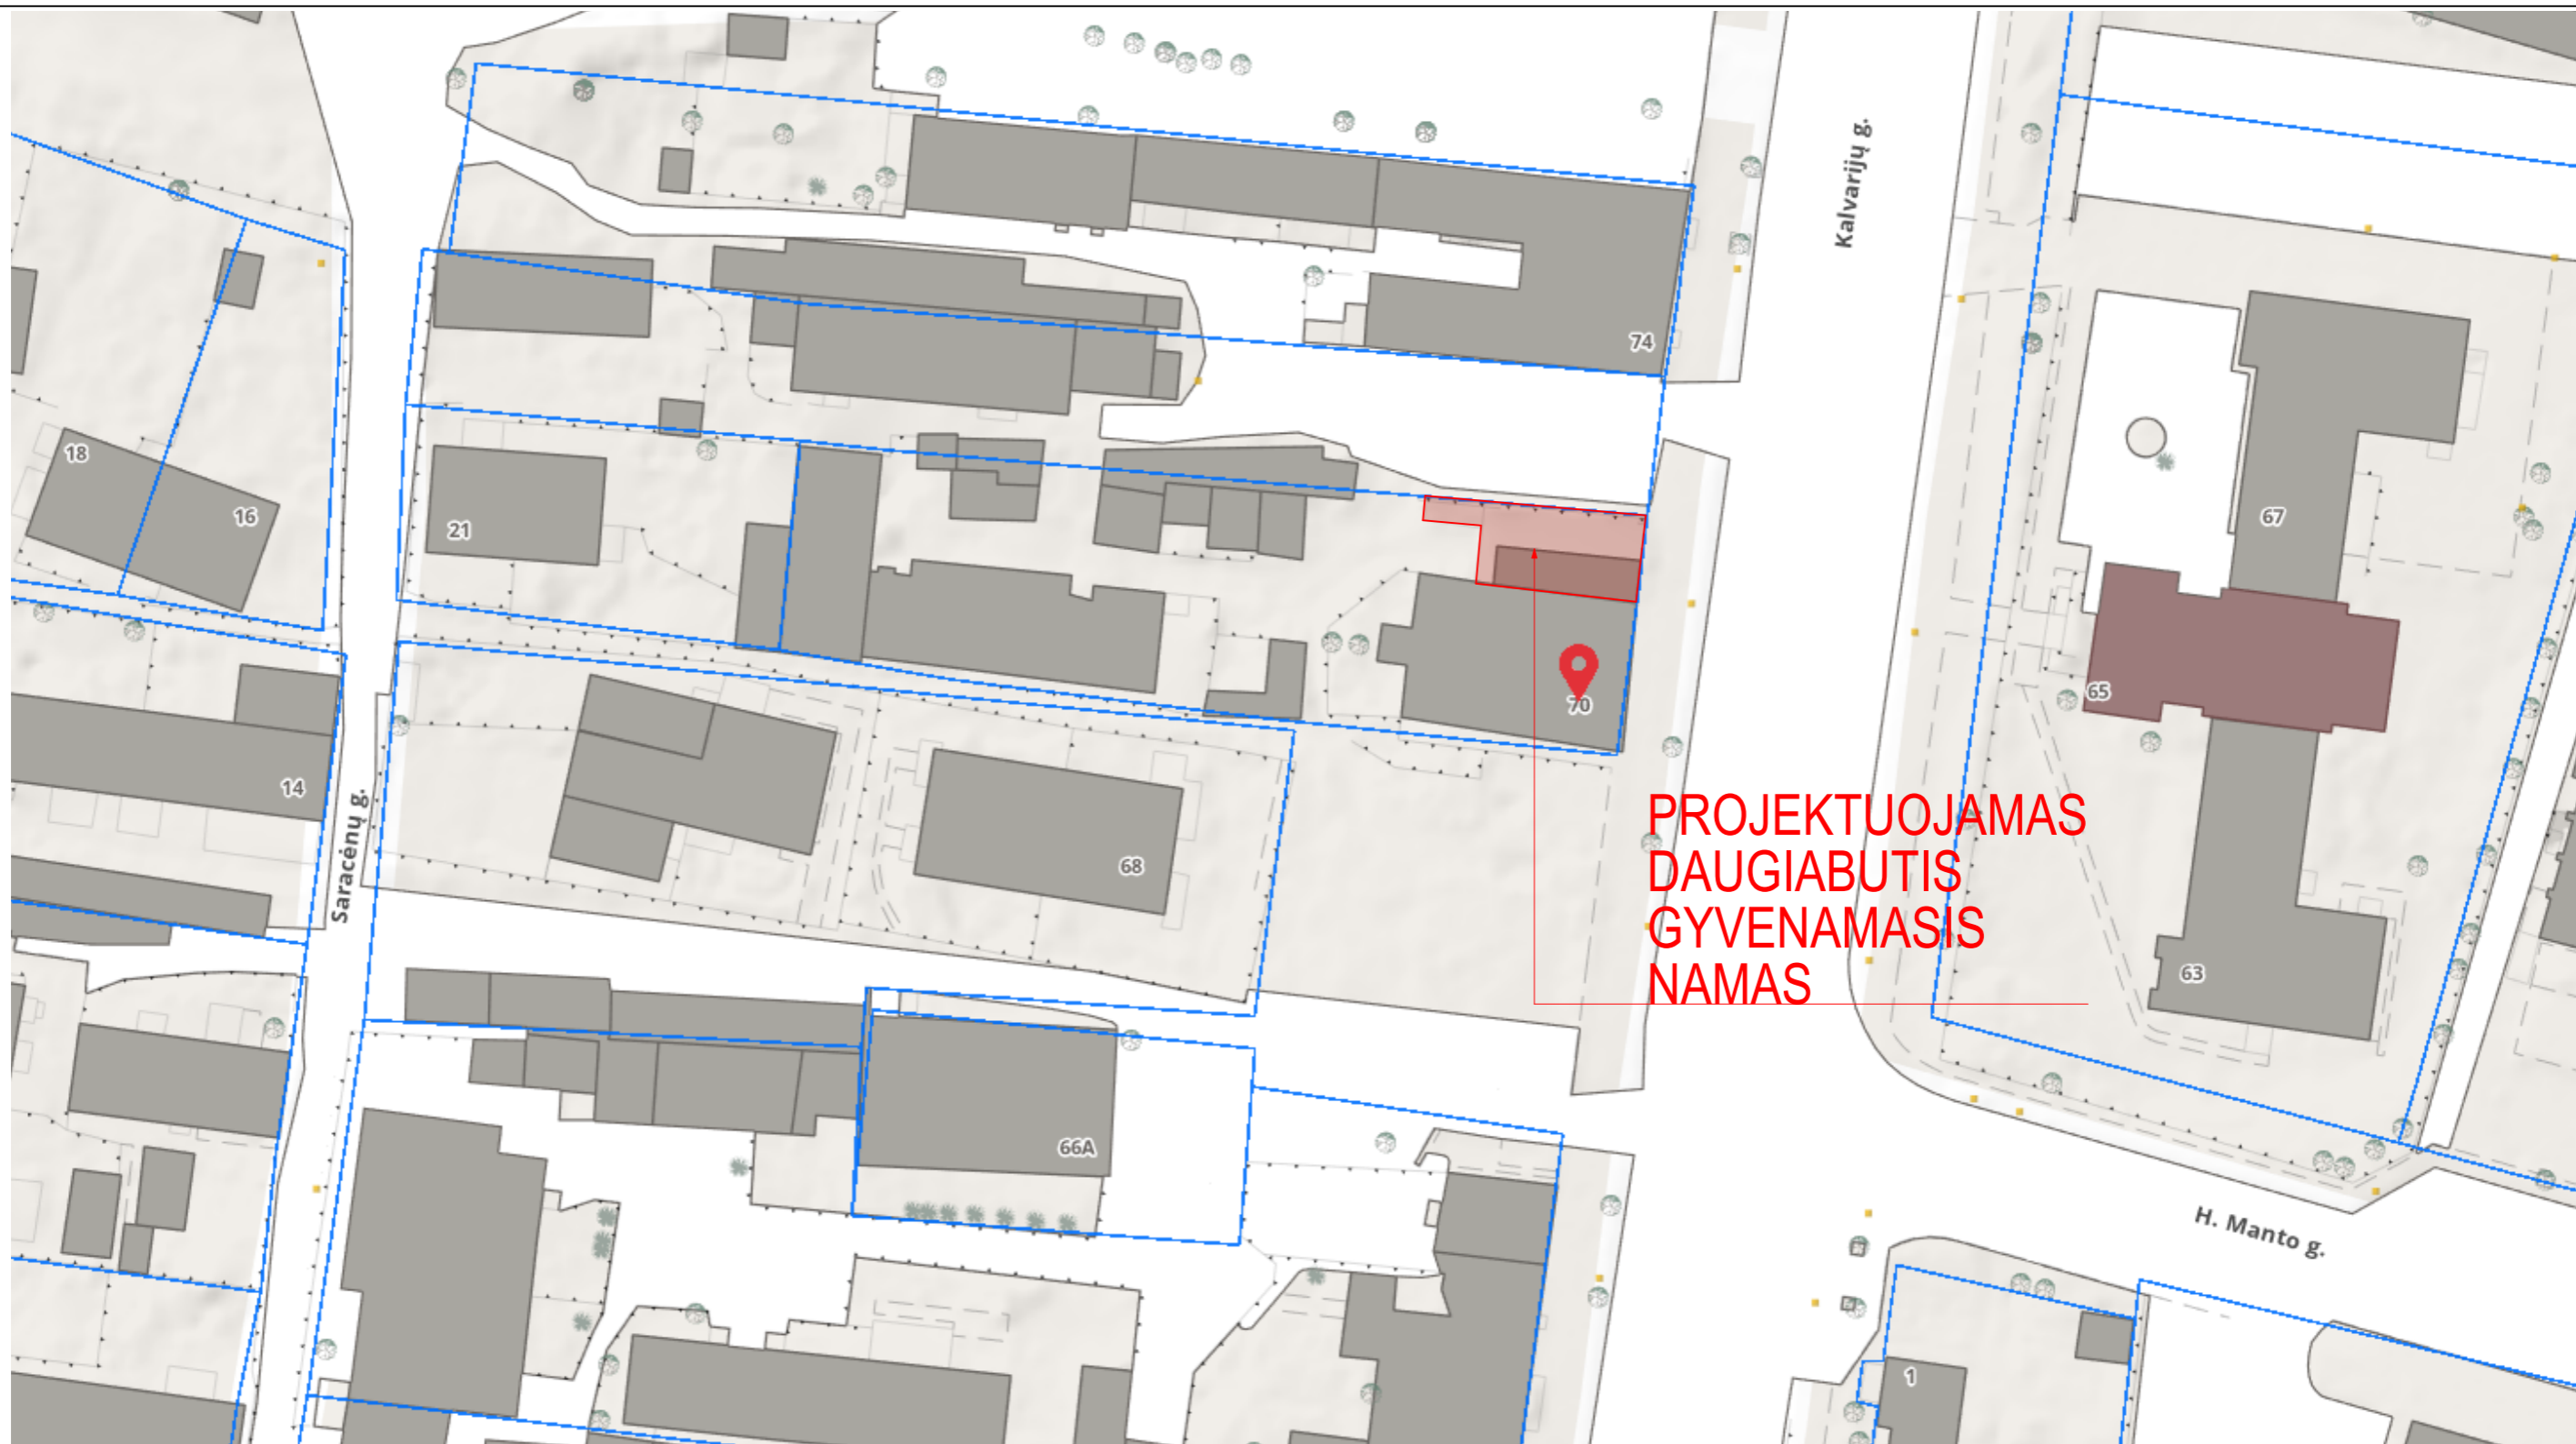 Kalvarijų g.
74
18
16
21
67
65
70
14
Saracėnų g.
68
PROJEKTUOJAMAS
DAUGIABUTIS
GYVENAMASIS
NAMAS
63
66A
H. Manto g.
1